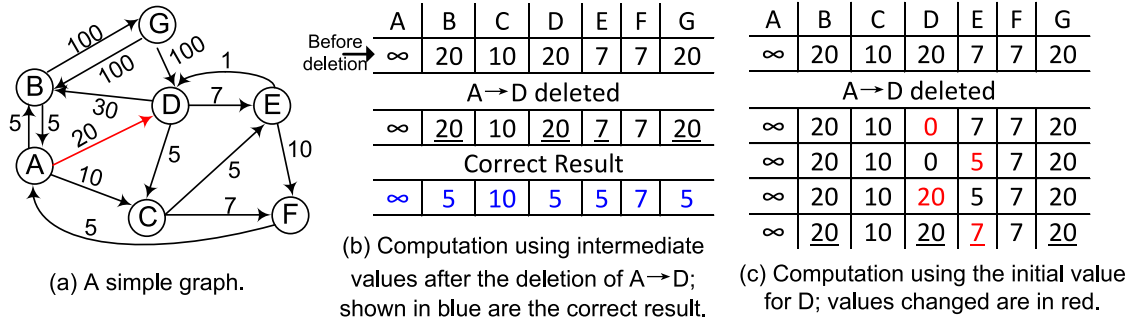 G
100
100
100
1
B
D
7
E
30
5
5
20
A
5
5
10
10
C
7
F
5
(a) A simple graph.
A B C D E F G
Before deletion
∞ 20 10 20 7 7 20
A→D deleted
∞ 20 10 20 7 7 20
Correct Result
∞ 5 10 5 5 7 5
(b) Computation using intermediate
values after the deletion of A→D;
shown in blue are the correct result.
A B C D E F G
∞ 20 10 20 7 7 20
A→D deleted
∞ 20 10 0 7 7 20
∞ 20 10 0 5 7 20
∞ 20 10 20 5 7 20
∞ 20 10 20 7 7 20
(c) Computation using the initial value
for D; values changed are in red.